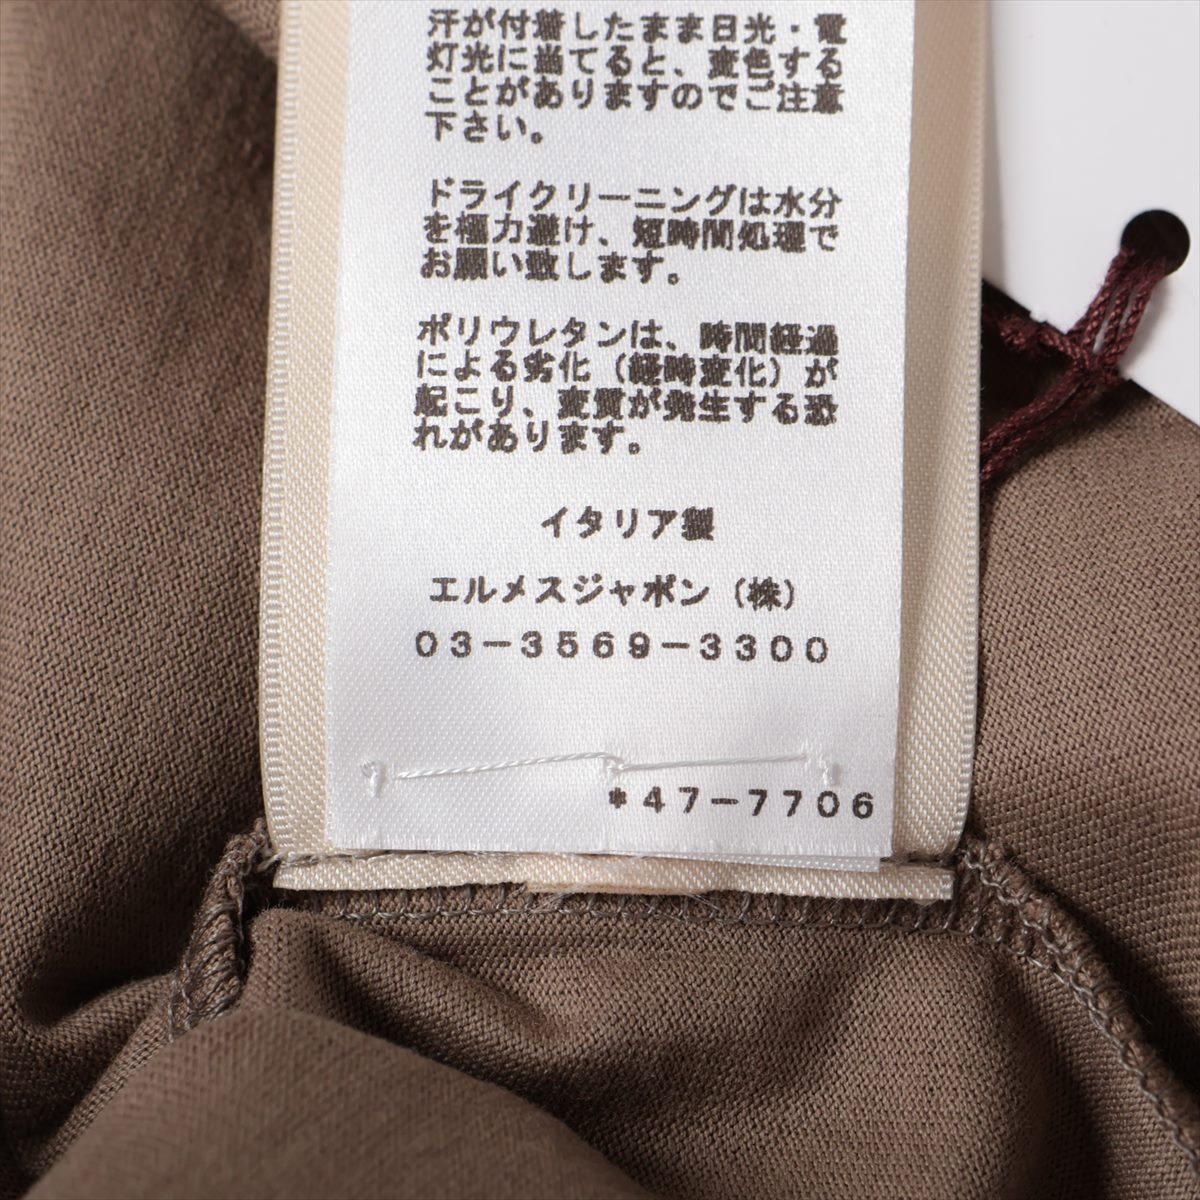 汗が付着したまま日光・電
灯光に当てると、変色する
ことがありますのでご注意
下さい。
ドライクリーニングは水分
を極力避け、短時間処理で
お願い致します。
ポリウレタンは、時間経過
による劣化（経時変化）が
起こり、変質が発生する恐
れがあります。
イタリア製
エルメスジャポン（株）
03-3569-3300
*47-7706